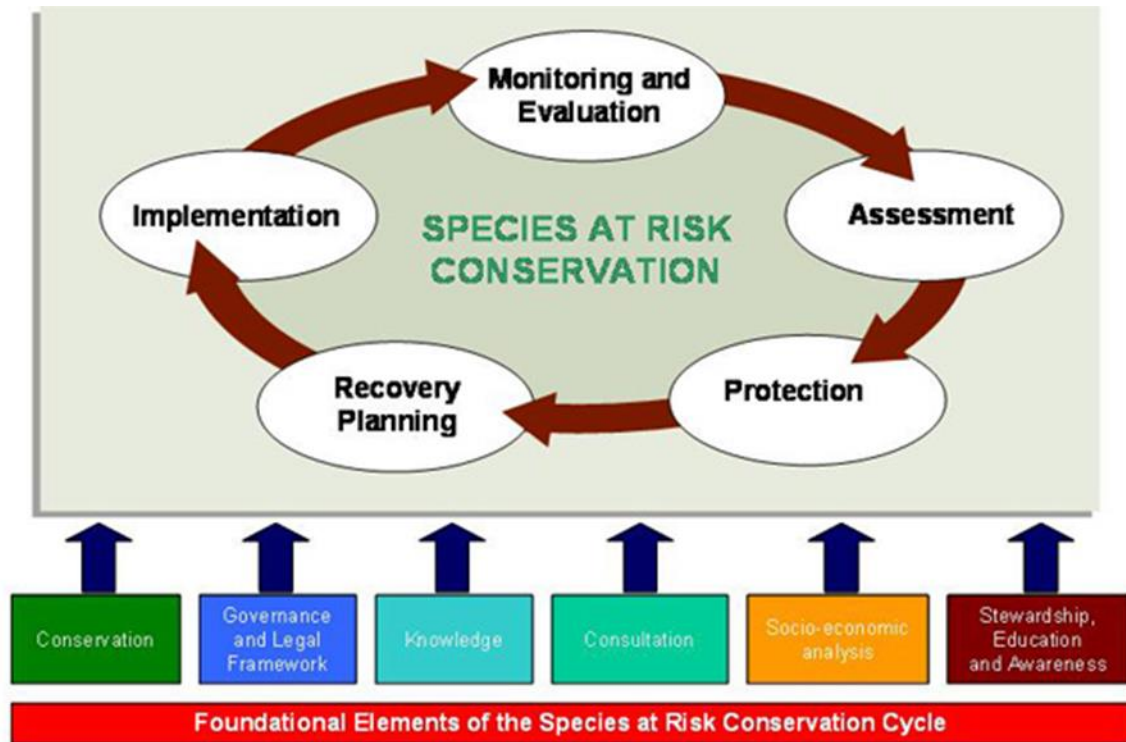 Monitoring and
Evaluation
Implementation
Assessment
SPECIES AT RISK
CONSERVATION
Recovery
Planning
Protection
Conservation
Governance
and Legal
Framework
Knowledge
Consultation
Socio-economic
analysis
Stewardship,
Education
and Awareness
Foundational Elements of the Species at Risk Conservation Cycle